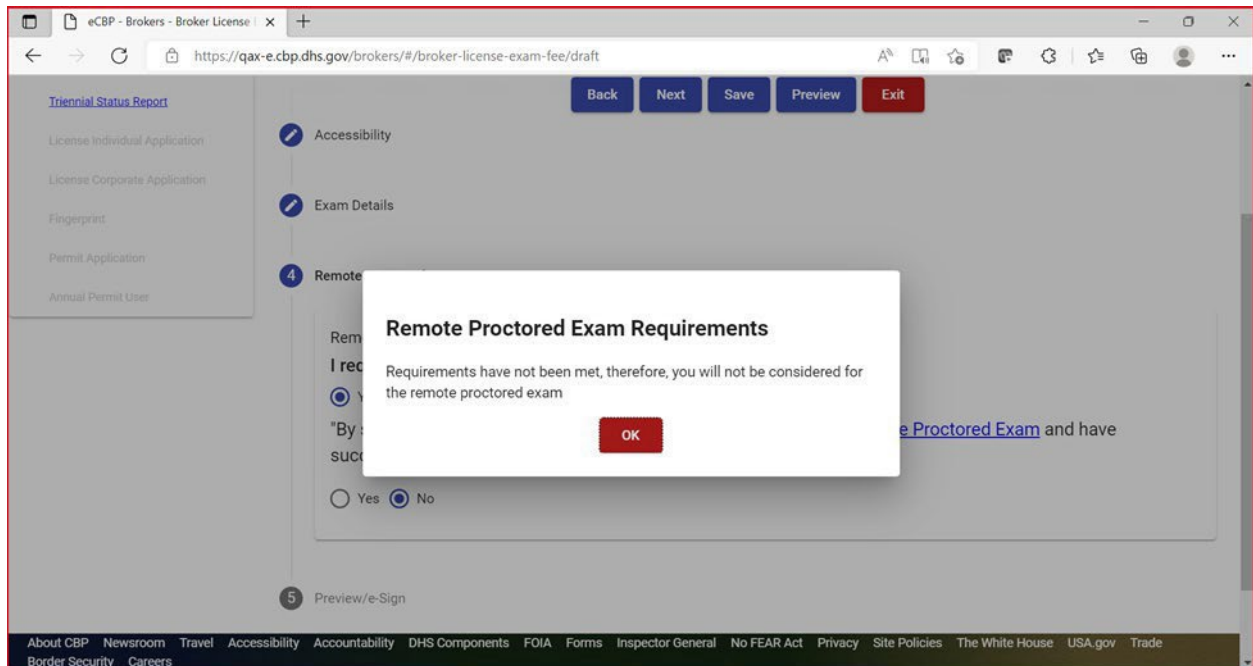 eCBP - Brokers - Broker License
https://qax-e.cbp.dhs.gov/brokers/#/broker-license-exam-fee/draft
Back Next Save Preview Exit
Triennial Status Report
License Individual Application
License Corporate Application
Fingerprint
Permit Application
Annual Permit User
Accessibility
Exam Details
4 Remote
Rem
I rec
"By
e Proctored Exam and have
succ
Yes No
Remote Proctored Exam Requirements
Requirements have not been met, therefore, you will not be considered for
the remote proctored exam
OK
5 Preview/e-Sign
About CBP Newsroom Travel Accessibility Accountability DHS Components FOIA Forms Inspector General No FEAR Act Privacy Site Policies The White House USA.gov Trade
Border Security Careers